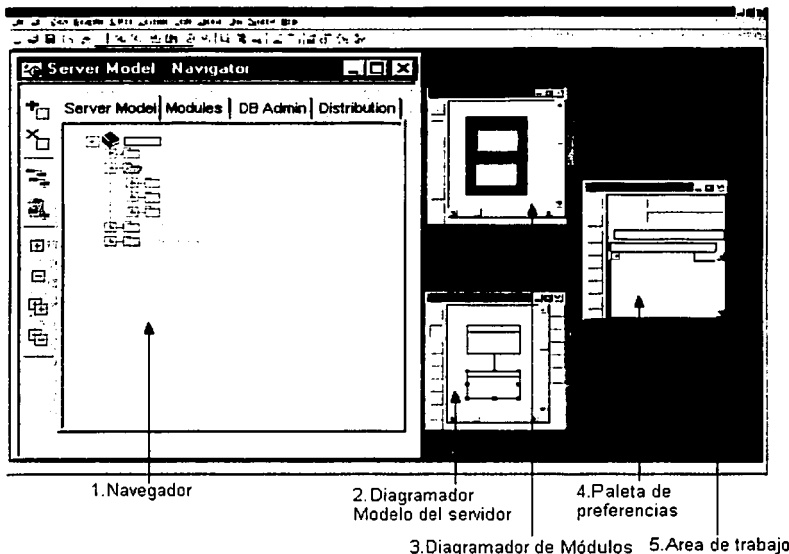 Server Model Navigator
Server Model Modules DB Admin Distribution
1.Navegador
2.Diagramador
Modelo del servidor
4.Paleta de
preferencias
3.Diagramador de Módulos
5.Area de trabajo